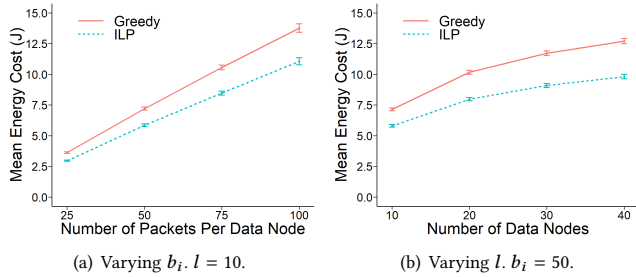 Mean Energy Cost (J)
15.0
12.5
10.0
7.5
5.0
2.5
0.0
Greedy
ILP
25 50 75 100
Number of Packets Per Data Node
(a) Varying b_i. l = 10.
Mean Energy Cost (J)
15.0
12.5
10.0
7.5
5.0
2.5
0.0
Greedy
ILP
10 20 30 40
Number of Data Nodes
(b) Varying l. b_i = 50.